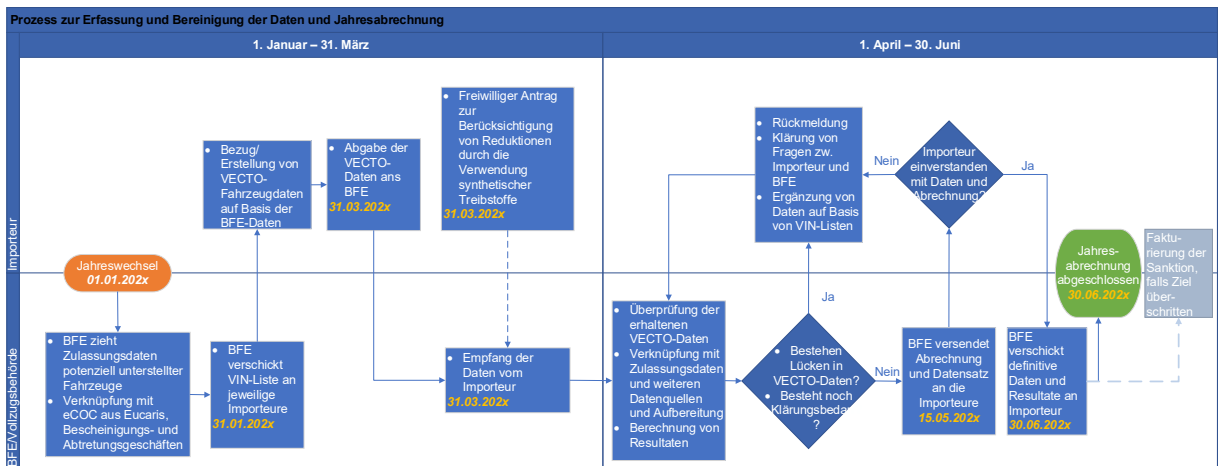 Prozess zur Erfassung und Bereinigung der Daten und Jahresabrechnung
1. Januar – 31. März
1. April – 30. Juni
Importeur
BFE/Vollzugsbehörde
Jahreswechsel
01.01.202x
• BFE zieht
Zulassungsdaten
potenziell unterstellter
Fahrzeuge
• Verknüpfung mit
eCOC aus Eucaris,
Bescheinigungs- und
Abtretungsgeschäften
• BFE
verschickt
VIN-Liste an
jeweilige
Importeure
31.01.202x
• Bezug/
Erstellung von
VECTO-
Fahrzeugdaten
auf Basis der
BFE-Daten
• Abgabe der
VECTO-
Daten ans
BFE
31.03.202x
• Freiwilliger Antrag
zur
Berücksichtigung
von Reduktionen
durch die
Verwendung
synthetischer
Treibstoffe
31.03.202x
• Empfang der
Daten vom
Importeur
31.03.202x
• Überprüfung der
erhaltenen
VECTO-Daten
• Verknüpfung mit
Zulassungsdaten
und weiteren
Datenquellen und
Aufbereitung
• Berechnung von
Resultaten
• Bestehen
Lücken in
VECTO-Daten?
• Besteht noch
Klärungsbedar
?
Ja
Nein
• Rückmeldung
• Klärung von
Fragen zw.
Importeur und
BFE
• Ergänzung von
Daten auf Basis
von VIN-Listen
BFE versendet
Abrechnung
und Datensatz
an die
Importeure
15.05.202x
Importeur
einverstanden
mit Daten und
Abrechnung?
Nein
Ja
BFE
verschickt
definitive
Daten und
Resultate an
Importeur
30.06.202x
Jahres-
abrechnung
abgeschlossen
30.06.202x
Faktu-
rierung der
Sanktion,
falls Ziel
über-
schritten